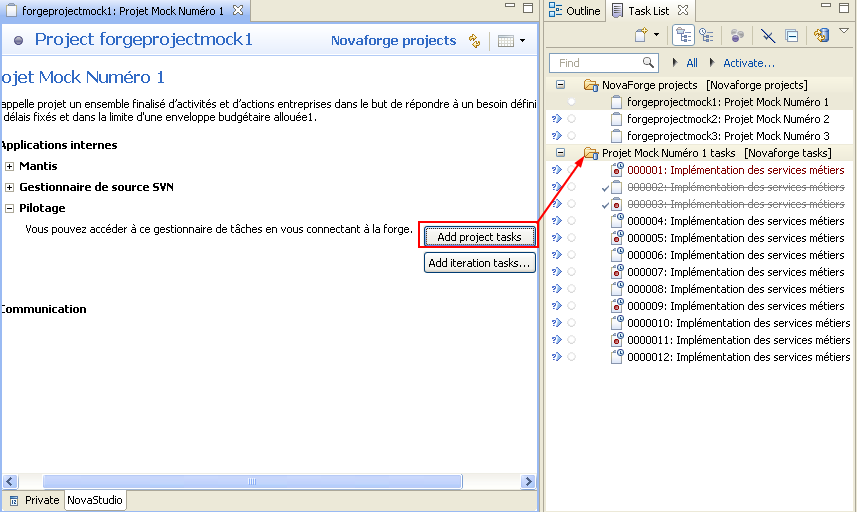 forgeprojectmock1: Projet Mock Numéro 1
Project forgeprojectmock1
Novaforge projects
ojet Mock Numéro 1
appelle projet un ensemble finalisé d'activités et d'actions entreprises dans le but de répondre à un besoin défini
délais fixés et dans la limite d'une enveloppe budgétaire allouée1.
Applications internes
Mantis
Gestionnaire de source SVN
Pilotage
Vous pouvez accéder à ce gestionnaire de tâches en vous connectant à la forge.
Add project tasks
Add iteration tasks...
Communication
Private
NovaStudio
Outline
Task List
Find
All
Activate...
NovaForge projects [Novaforge projects]
forgeprojectmock1: Projet Mock Numéro 1
forgeprojectmock2: Projet Mock Numéro 2
forgeprojectmock3: Projet Mock Numéro 3
Projet Mock Numéro 1 tasks [Novaforge tasks]
000001: Implémentation des services métiers
000002: Implémentation des services métiers
000003: Implémentation des services métiers
000004: Implémentation des services métiers
000005: Implémentation des services métiers
000006: Implémentation des services métiers
000007: Implémentation des services métiers
000008: Implémentation des services métiers
000009: Implémentation des services métiers
0000010: Implémentation des services métiers
0000011: Implémentation des services métiers
0000012: Implémentation des services métiers